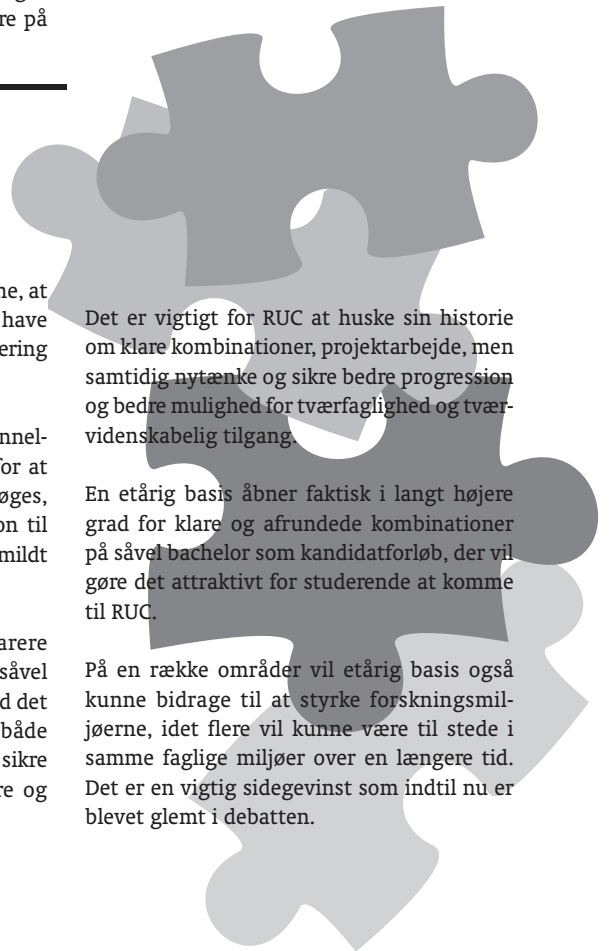 re på
ne, at
have
ering
nnel-
for at
øges,
on til
mildt
arere
såvel
d det
både
sikre
re og
Det er vigtigt for RUC at huske sin historie
om klare kombinationer, projektarbejde, men
samtidig nytænke og sikre bedre progression
og bedre mulighed for tværfaglighed og tvær-
videnskabelig tilgang.
En etårig basis åbner faktisk i langt højere
grad for klare og afrundede kombinationer
på såvel bachelor som kandidatforløb, der vil
gøre det attraktivt for studerende at komme
til RUC.
På en række områder vil etårig basis også
kunne bidrage til at styrke forskningsmil-
jøerne, idet flere vil kunne være til stede i
samme faglige miljøer over en længere tid.
Det er en vigtig sidegevinst som indtil nu er
blevet glemt i debatten.